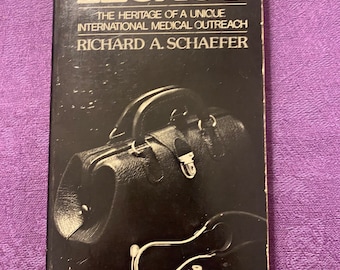 THE HERITAGE OF A UNIQUE
INTERNATIONAL MEDICAL OUTREACH
RICHARD A. SCHAEFER